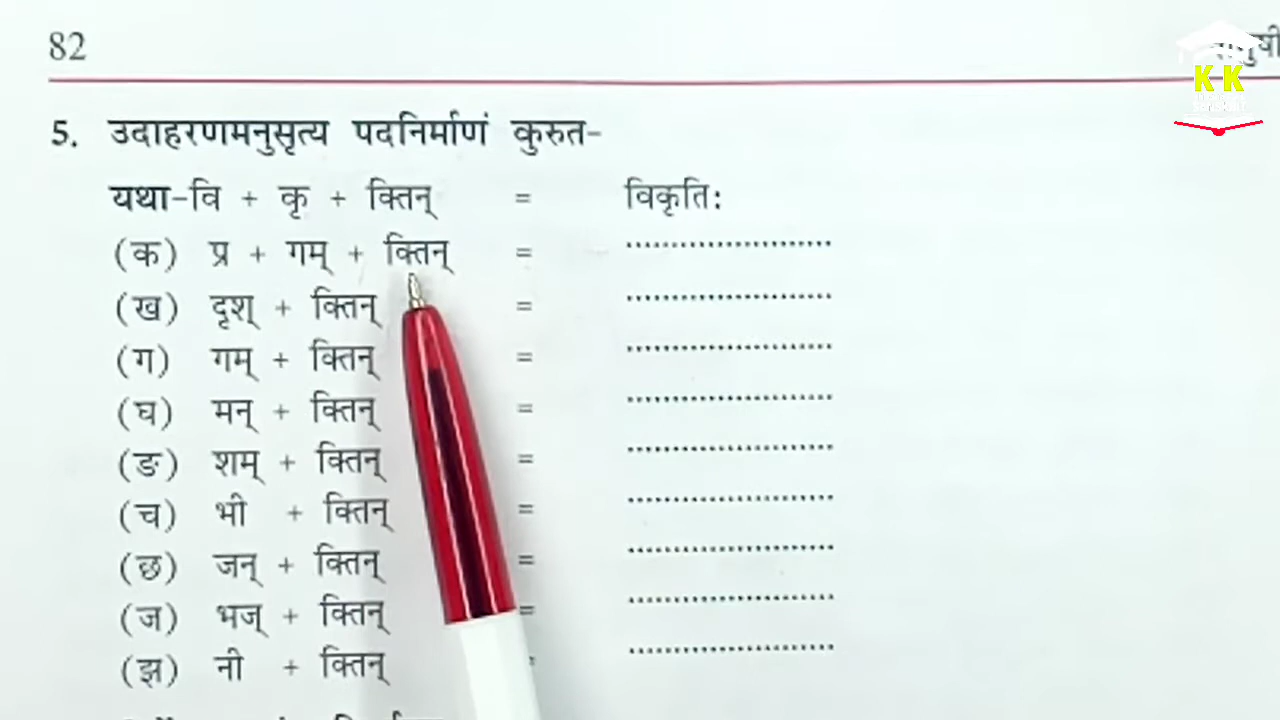 82
K K
5. उदाहरणमनुसृत्य पदनिर्माणं कुरुत-
यथा-वि + कृ + क्तिन् = विकृति:
(क) प्र + गम् + क्तिन् = ..............................
(ख) दृश् + क्तिन् = ..............................
(ग) गम् + क्तिन् = ..............................
(घ) मन् + क्तिन् = ..............................
(ङ) शम् + क्तिन् = ..............................
(च) भी + क्तिन् = ..............................
(छ) जन् + क्तिन् = ..............................
(ज) भज् + क्तिन् = ..............................
(झ) नी + क्तिन् ..............................